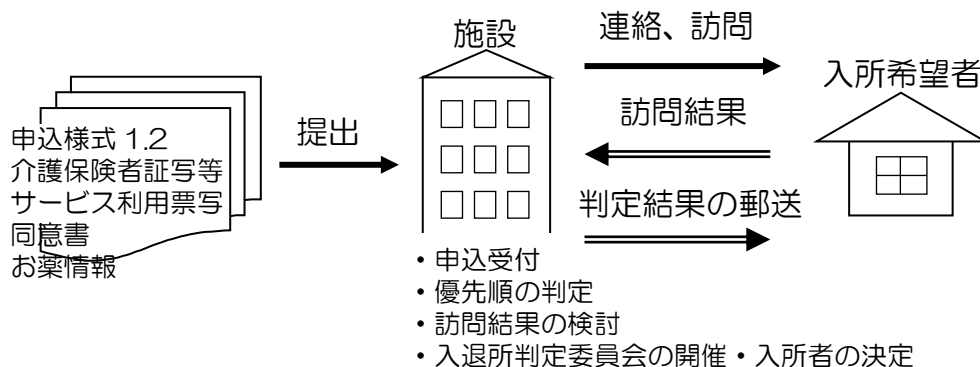 申込様式 1.2
介護保険者証写等
サービス利用票写
同意書
お薬情報
提出
施設
連絡、訪問
訪問結果
判定結果の郵送
入所希望者
・申込受付
・優先順の判定
・訪問結果の検討
・入退所判定委員会の開催・入所者の決定